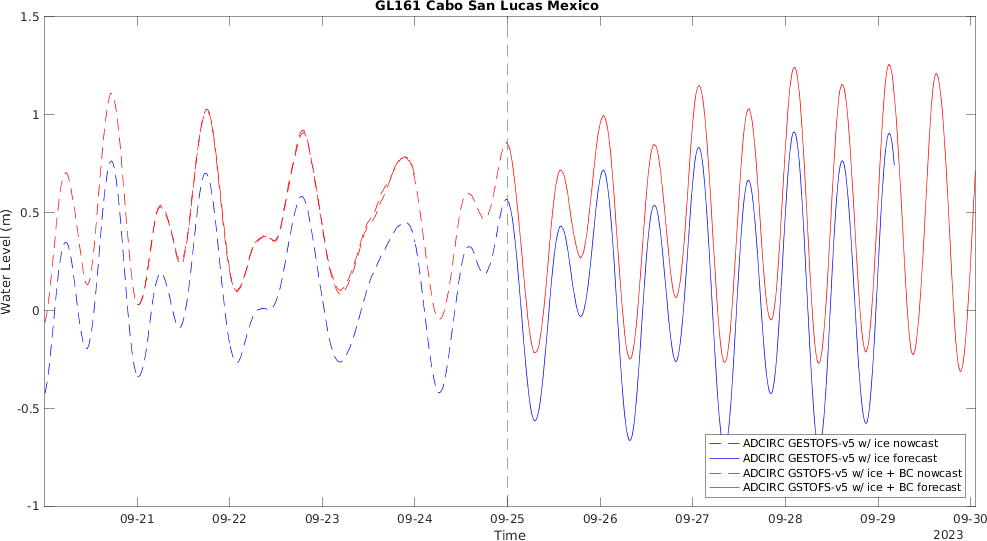 GL161 Cabo San Lucas Mexico
1.5
1
0.5
0
-0.5
-1
Water Level (m)
ADCIRC GESTOFS-v5 w/ ice nowcast
ADCIRC GESTOFS-v5 w/ ice forecast
ADCIRC GSTOFS-v5 w/ ice + BC nowcast
ADCIRC GSTOFS-v5 w/ ice + BC forecast
09-21 09-22 09-23 09-24 09-25 09-26 09-27 09-28 09-29 09-30
Time
2023